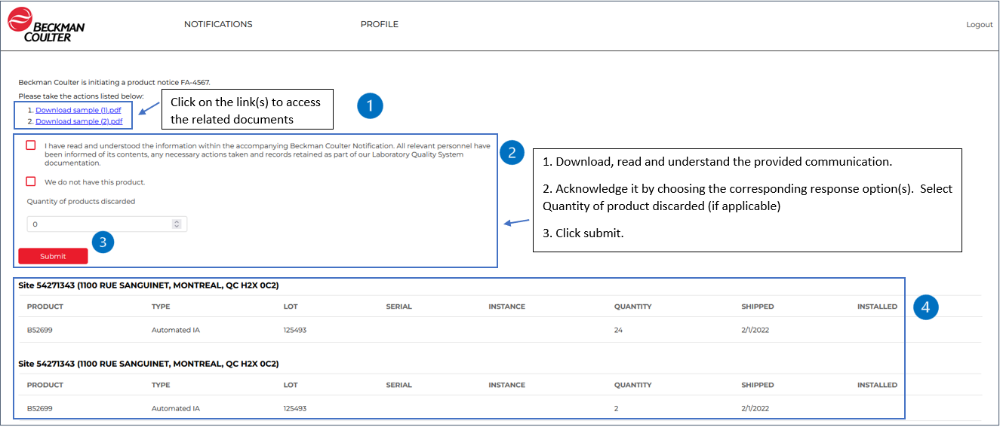 BECKMAN
COULTER
NOTIFICATIONS
PROFILE
Logout
Beckman Coulter is initiating a product notice FA-4567.
Please take the actions listed below:
1. Download sample (1).pdf
2. Download sample (2).pdf
Click on the link(s) to access
the related documents
1
I have read and understood the information within the accompanying Beckman Coulter Notification. All relevant personnel have
been informed of its contents, any necessary actions taken and records retained as part of our Laboratory Quality System
documentation.
2
We do not have this product.
Quantity of products discarded
0
3
Submit
1. Download, read and understand the provided communication.
2. Acknowledge it by choosing the corresponding response option(s).  Select
Quantity of product discarded (if applicable)
3. Click submit.
Site 54271343 (1100 RUE SANGUINET, MONTREAL, QC H2X 0C2)
PRODUCT TYPE LOT SERIAL INSTANCE QUANTITY SHIPPED INSTALLED
4
B52699 Automated IA 125493 24 2/1/2022
Site 54271343 (1100 RUE SANGUINET, MONTREAL, QC H2X 0C2)
PRODUCT TYPE LOT SERIAL INSTANCE QUANTITY SHIPPED INSTALLED
B52699 Automated IA 125493 2 2/1/2022